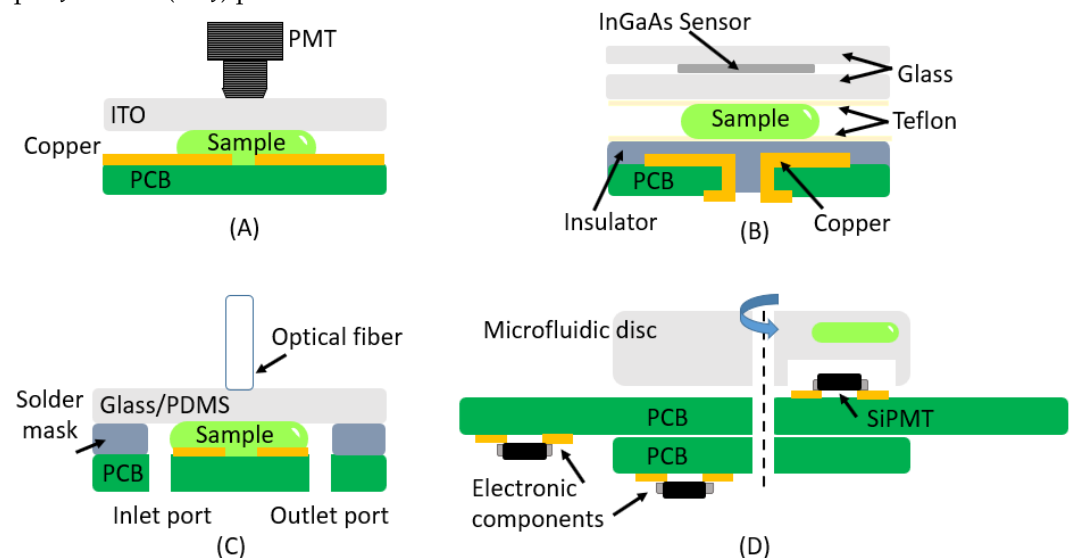 PMT
ITO
Sample
Copper
PCB
(A)
InGaAs Sensor
Glass
Sample
Teflon
PCB
Insulator
Copper
(B)
Optical fiber
Solder
mask
Glass/PDMS
Sample
PCB
Inlet port
Outlet port
(C)
Microfluidic disc
PCB
SiPMT
PCB
Electronic
components
(D)